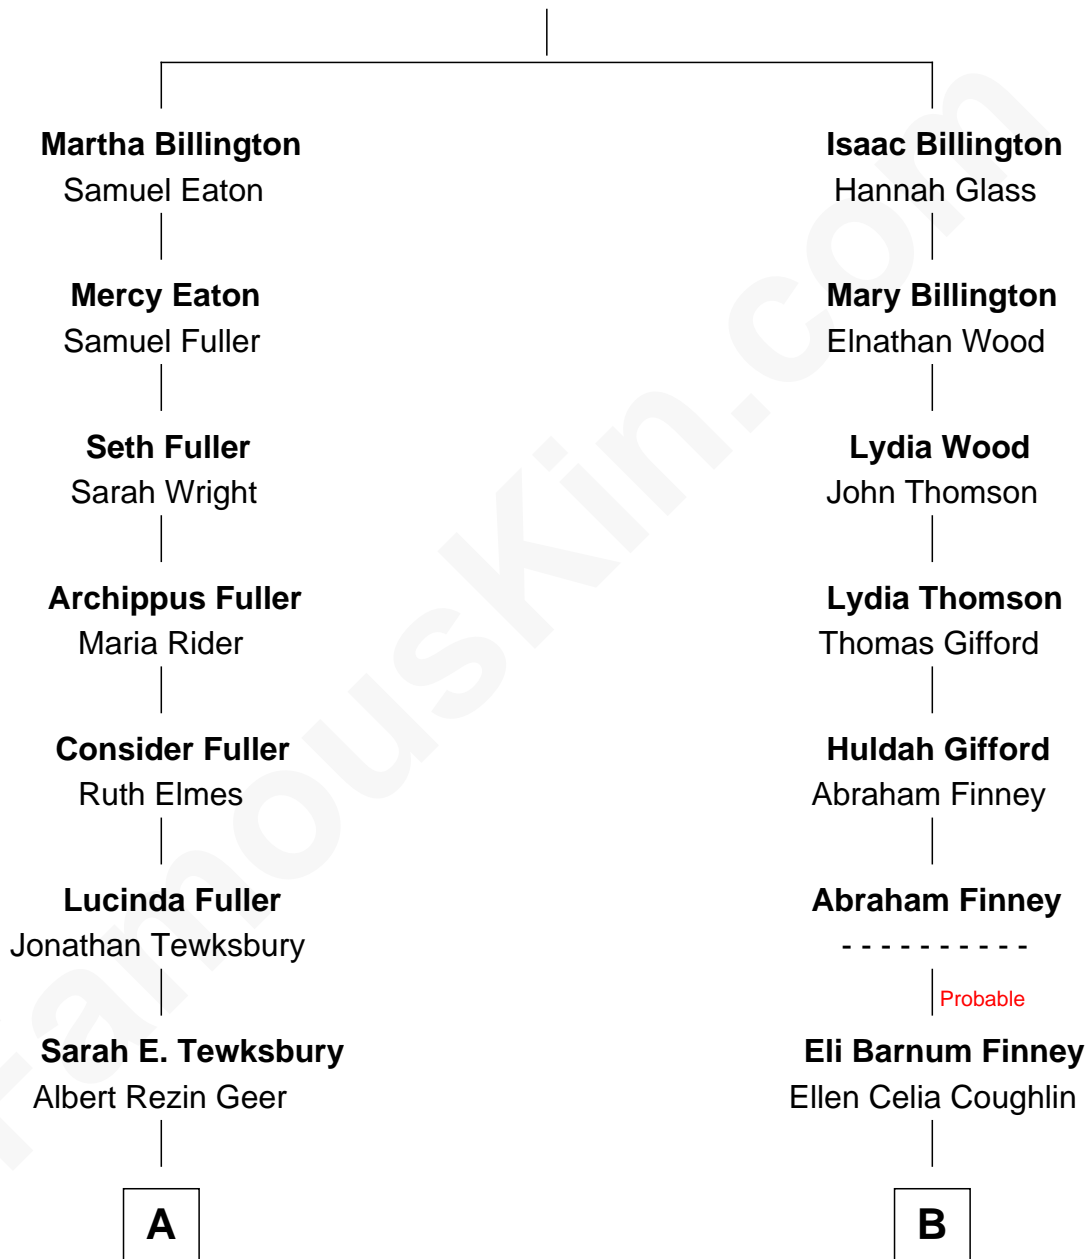 Martha Billington
Samuel Eaton
Isaac Billington
Hannah Glass
Mercy Eaton
Samuel Fuller
Mary Billington
Elnathan Wood
Seth Fuller
Sarah Wright
Lydia Wood
John Thomson
Archippus Fuller
Maria Rider
Lydia Thomson
Thomas Gifford
Consider Fuller
Ruth Elmes
Huldah Gifford
Abraham Finney
Lucinda Fuller
Jonathan Tewksbury
Abraham Finney
- - - - - - - - - -
Probable
Sarah E. Tewksbury
Albert Rezin Geer
Eli Barnum Finney
Ellen Celia Coughlin
A
B
FamousKin.com